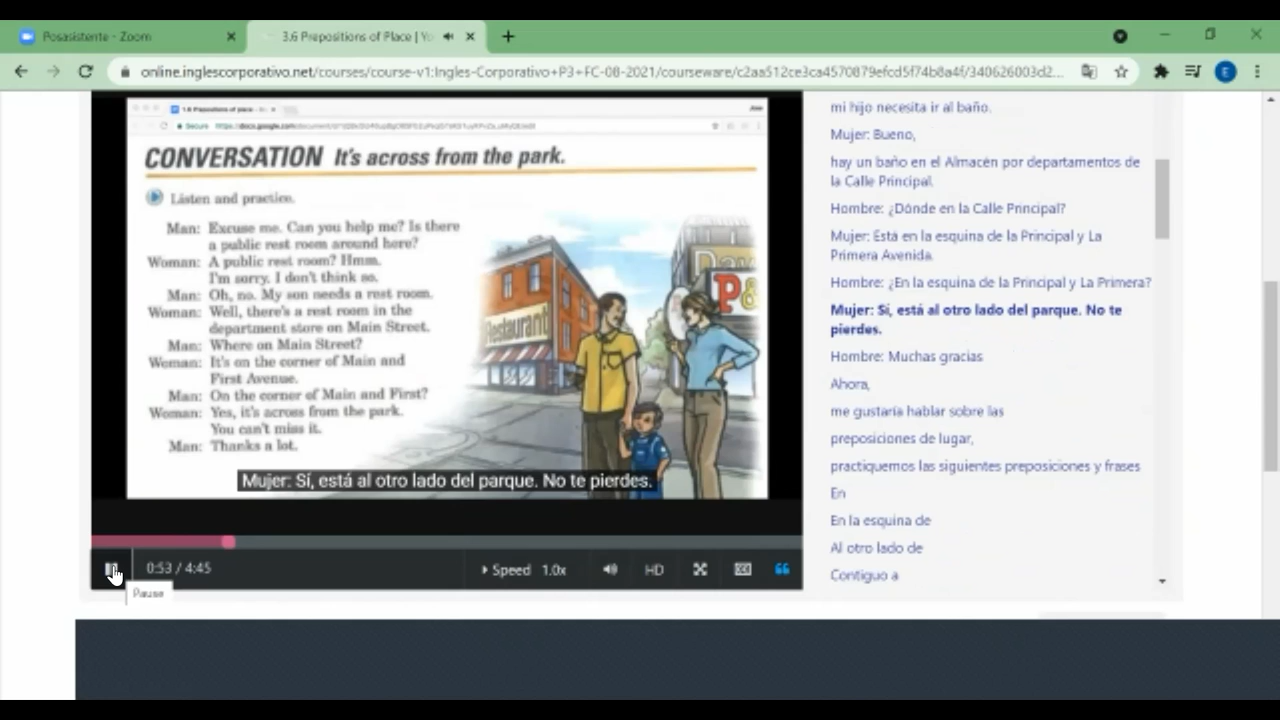 Posasistente - Zoom
3.6 Prepositions of Place | Yo
online.inglescorporativo.net/courses/course-v1:Ingles-Corporativo+P3+FC-08-2021/courseware/c2aa512ce3ca4570879efcd5f74b8a4f/340626003d2...
E
CONVERSATION It's across from the park.
Listen and practice.
Man: Excuse me. Can you help me? Is there
a public rest room around here?
Woman: A public rest room? Hmm.
I'm sorry. I don't think so.
Man: Oh, no. My son needs a rest room.
Woman: Well, there's a rest room in the
department store on Main Street.
Man: Where on Main Street?
Woman: It's on the corner of Main and
First Avenue.
Man: On the corner of Main and First?
Woman: Yes, it's across from the park.
You can't miss it.
Man: Thanks a lot.
Restaurant
P&
Mujer: Sí, está al otro lado del parque. No te pierdes.
0:53 / 4:45
Speed 1.0x
HD
Pause
mi hijo necesita ir al baño.
Mujer: Bueno,
hay un baño en el Almacén por departamentos de
la Calle Principal.
Hombre: ¿Dónde en la Calle Principal?
Mujer: Está en la esquina de la Principal y La
Primera Avenida.
Hombre: ¿En la esquina de la Principal y La Primera?
Mujer: Sí, está al otro lado del parque. No te
pierdes.
Hombre: Muchas gracias
Ahora,
me gustaría hablar sobre las
preposiciones de lugar,
practiquemos las siguientes preposiciones y frases
En
En la esquina de
Al otro lado de
Contiguo a